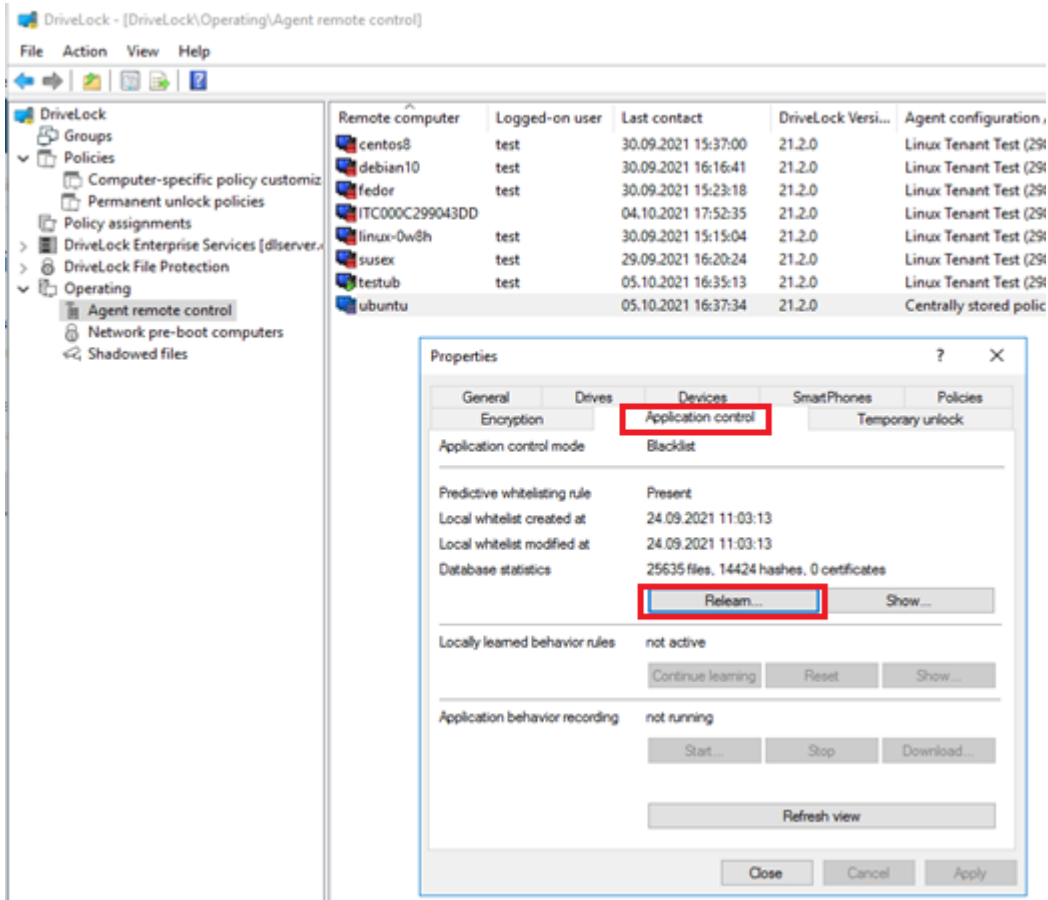 DriveLock - [DriveLock\Operating\Agent remote control]
File Action View Help
DriveLock
Groups
Policies
Computer-specific policy customiz
Permanent unlock policies
Policy assignments
DriveLock Enterprise Services [dlserver.
DriveLock File Protection
Operating
Agent remote control
Network pre-boot computers
Shadowed files
Remote computer Logged-on user Last contact DriveLock Versi... Agent configuration
centos8 test 30.09.2021 15:37:00 21.2.0 Linux Tenant Test (290
debian10 test 30.09.2021 16:16:41 21.2.0 Linux Tenant Test (290
fedor test 30.09.2021 15:23:18 21.2.0 Linux Tenant Test (290
ITC000C299043DD 04.10.2021 17:52:35 21.2.0 Linux Tenant Test (290
linux-0w8h test 30.09.2021 15:15:04 21.2.0 Linux Tenant Test (290
susex test 29.09.2021 16:20:24 21.2.0 Linux Tenant Test (290
testub test 05.10.2021 16:35:13 21.2.0 Linux Tenant Test (290
ubuntu 05.10.2021 16:37:34 21.2.0 Centrally stored polic
Properties ? ×
General Drives Devices SmartPhones Policies
Encryption Application control Temporary unlock
Application control mode Blacklist
Predictive whitelisting rule Present
Local whitelist created at 24.09.2021 11:03:13
Local whitelist modified at 24.09.2021 11:03:13
Database statistics 25635 files, 14424 hashes, 0 certificates
Relearn... Show...
Locally learned behavior rules not active
Continue learning Reset Show...
Application behavior recording not running
Start... Stop Download...
Refresh view
Close Cancel Apply